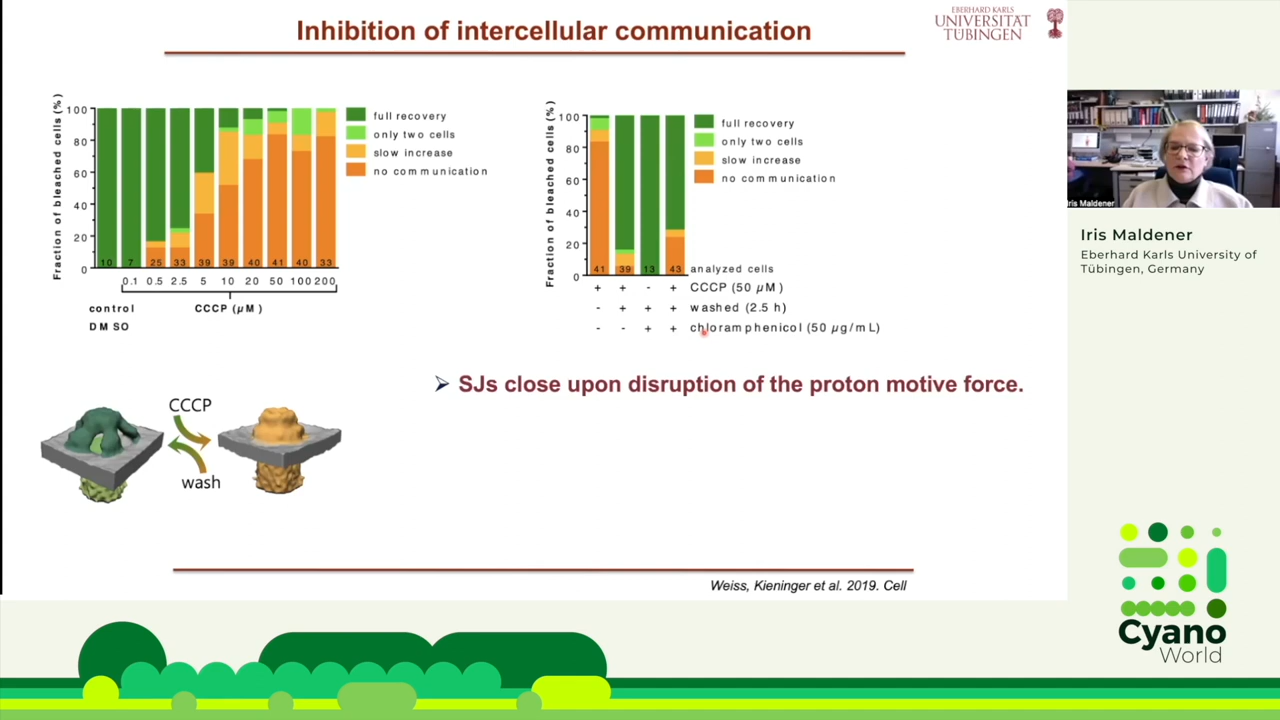 Inhibition of intercellular communication
EBERHARD KARLS
UNIVERSITÄT
TÜBINGEN
Fraction of bleached cells (%)
100
80
60
40
20
0
10 7 25 33 39 39 40 41 40 33
0.1 0.5 2.5 5 10 20 50 100 200
control
DMSO
CCCP (µM)
full recovery
only two cells
slow increase
no communication
Fraction of bleached cells (%)
100
80
60
40
20
0
full recovery
only two cells
slow increase
no communication
41 39 13 43 analyzed cells
+ + - + CCCP (50 µM)
- + + + washed (2.5 h)
- - + + chloramphenicol (50 µg/mL)
➢ SJs close upon disruption of the proton motive force.
CCCP
wash
Weiss, Kieninger et al. 2019. Cell
Iris Maldener
Iris Maldener
Eberhard Karls University of
Tübingen, Germany
Cyano
World